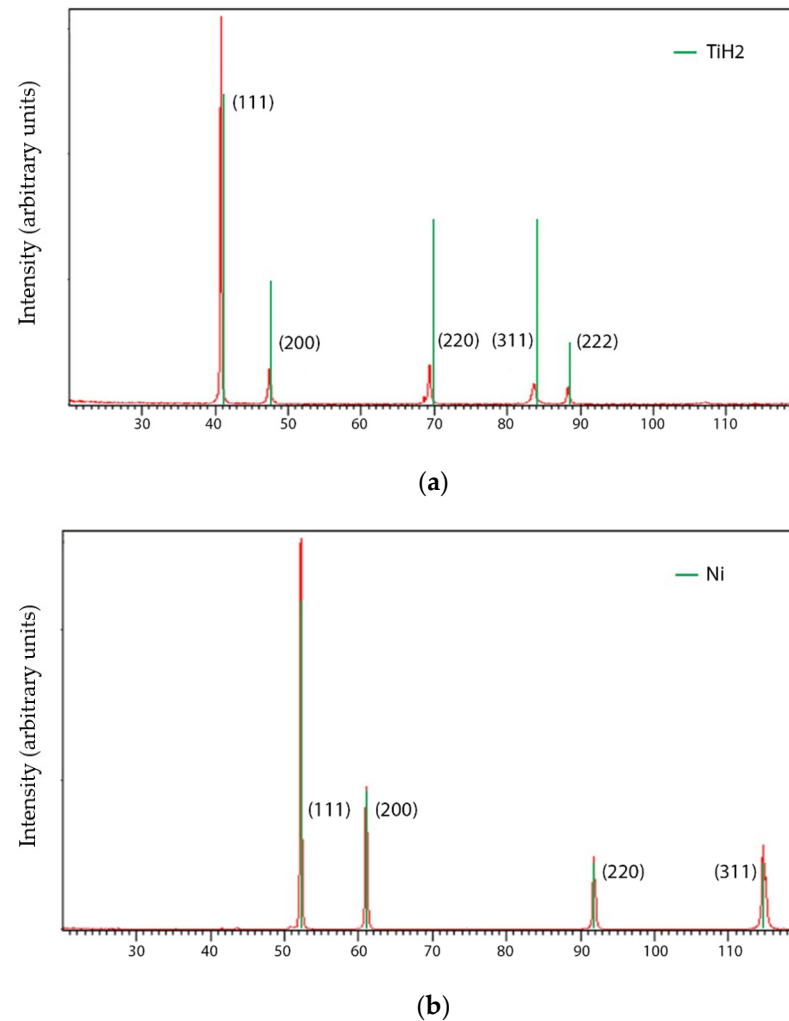 TiH2
(111)
(200)
(220)
(311)
(222)
Intensity (arbitrary units)
30 40 50 60 70 80 90 100 110
(a)
Ni
(111)
(200)
(220)
(311)
Intensity (arbitrary units)
30 40 50 60 70 80 90 100 110
(b)